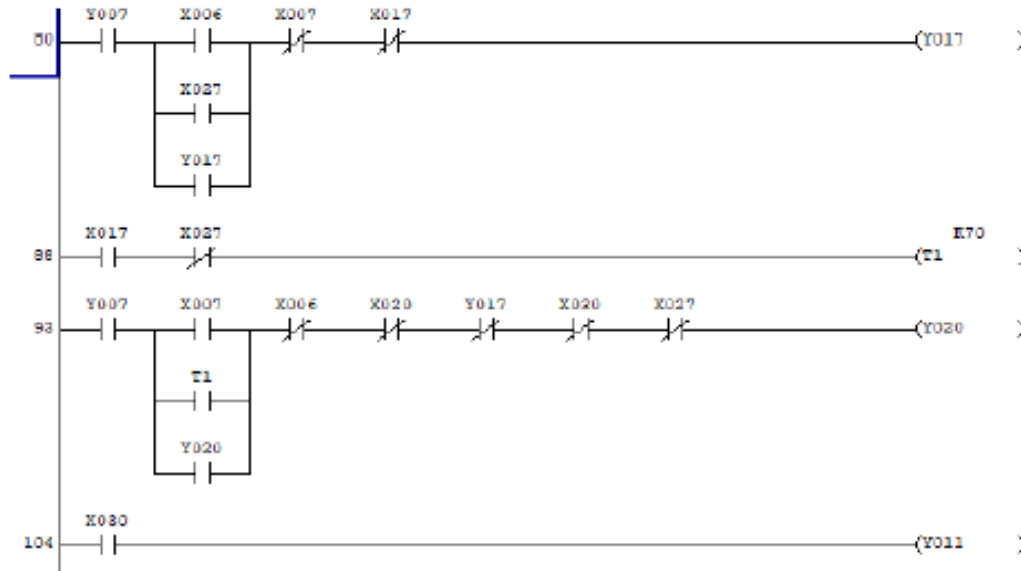 Y007 X006 X007 X017
80 (Y017 )
X027
Y017
X017 X027 K70
88 (T1 )
Y007 X007 X006 X020 Y017 X030 X027
93 (Y020 )
T1
Y020
X030
104 (Y011 )